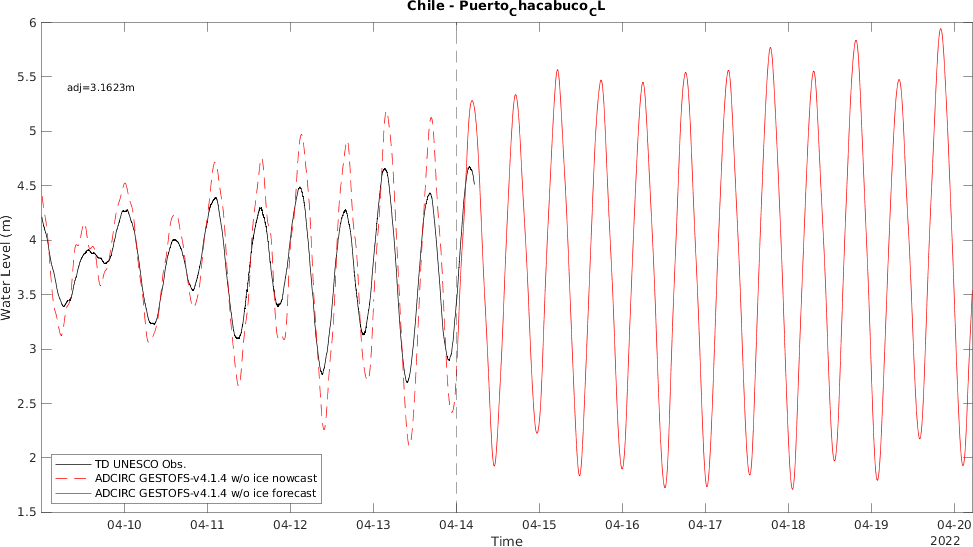 Chile - Puerto_Chacabuco_CL
6
5.5
5
4.5
4
3.5
3
2.5
2
1.5
Water Level (m)
adj=3.1623m
TD UNESCO Obs.
ADCIRC GESTOFS-v4.1.4 w/o ice nowcast
ADCIRC GESTOFS-v4.1.4 w/o ice forecast
04-10 04-11 04-12 04-13 04-14 04-15 04-16 04-17 04-18 04-19 04-20
Time
2022